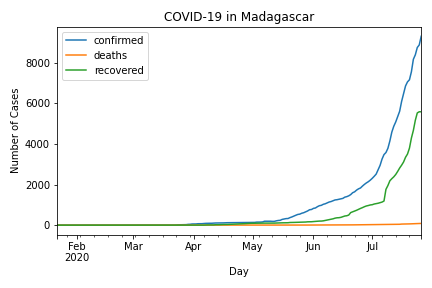 COVID-19 in Madagascar
confirmed
deaths
recovered
Number of Cases
8000
6000
4000
2000
0
Feb Mar Apr May Jun Jul
2020
Day